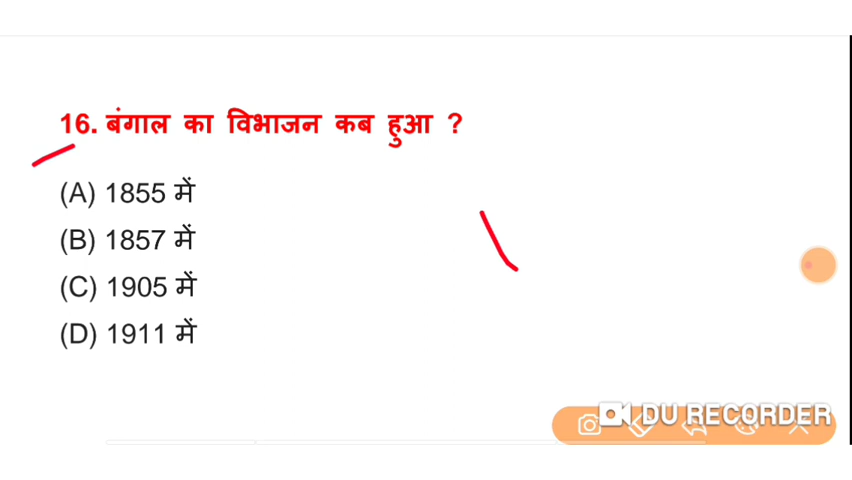 16. बंगाल का विभाजन कब हुआ ?
(A) 1855 में
(B) 1857 में
(C) 1905 में
(D) 1911 में
DU RECORDER